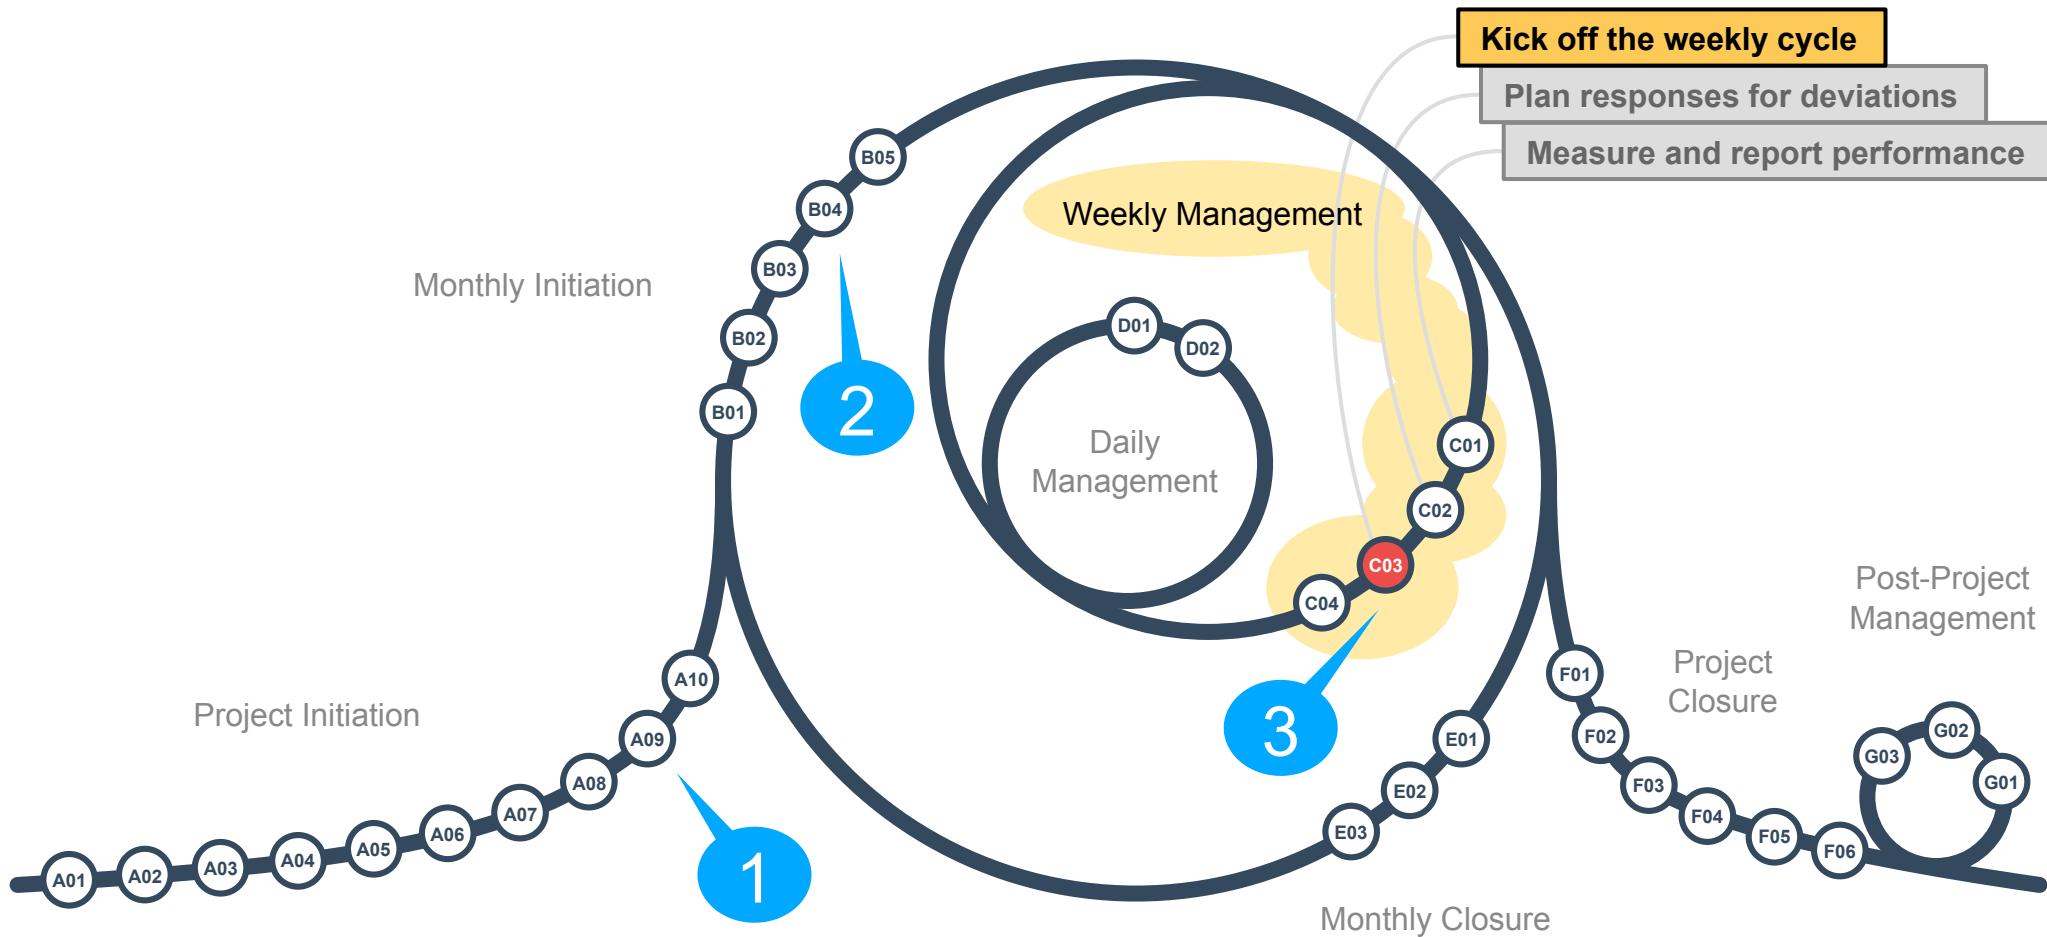 Kick off the weekly cycle
Plan responses for deviations
Measure and report performance
B05
B04
Weekly Management
B03
Monthly Initiation
B02
D01
D02
B01
2
Daily
Management
C01
C02
C03
C04
Post-Project
Management
A10
F01
Project
Closure
Project Initiation
A09
3
E01
F02
G03
G02
G01
A08
E02
F03
A07
A06
E03
F04
A05
F05
A04
F06
A03
A02
A01
1
Monthly Closure